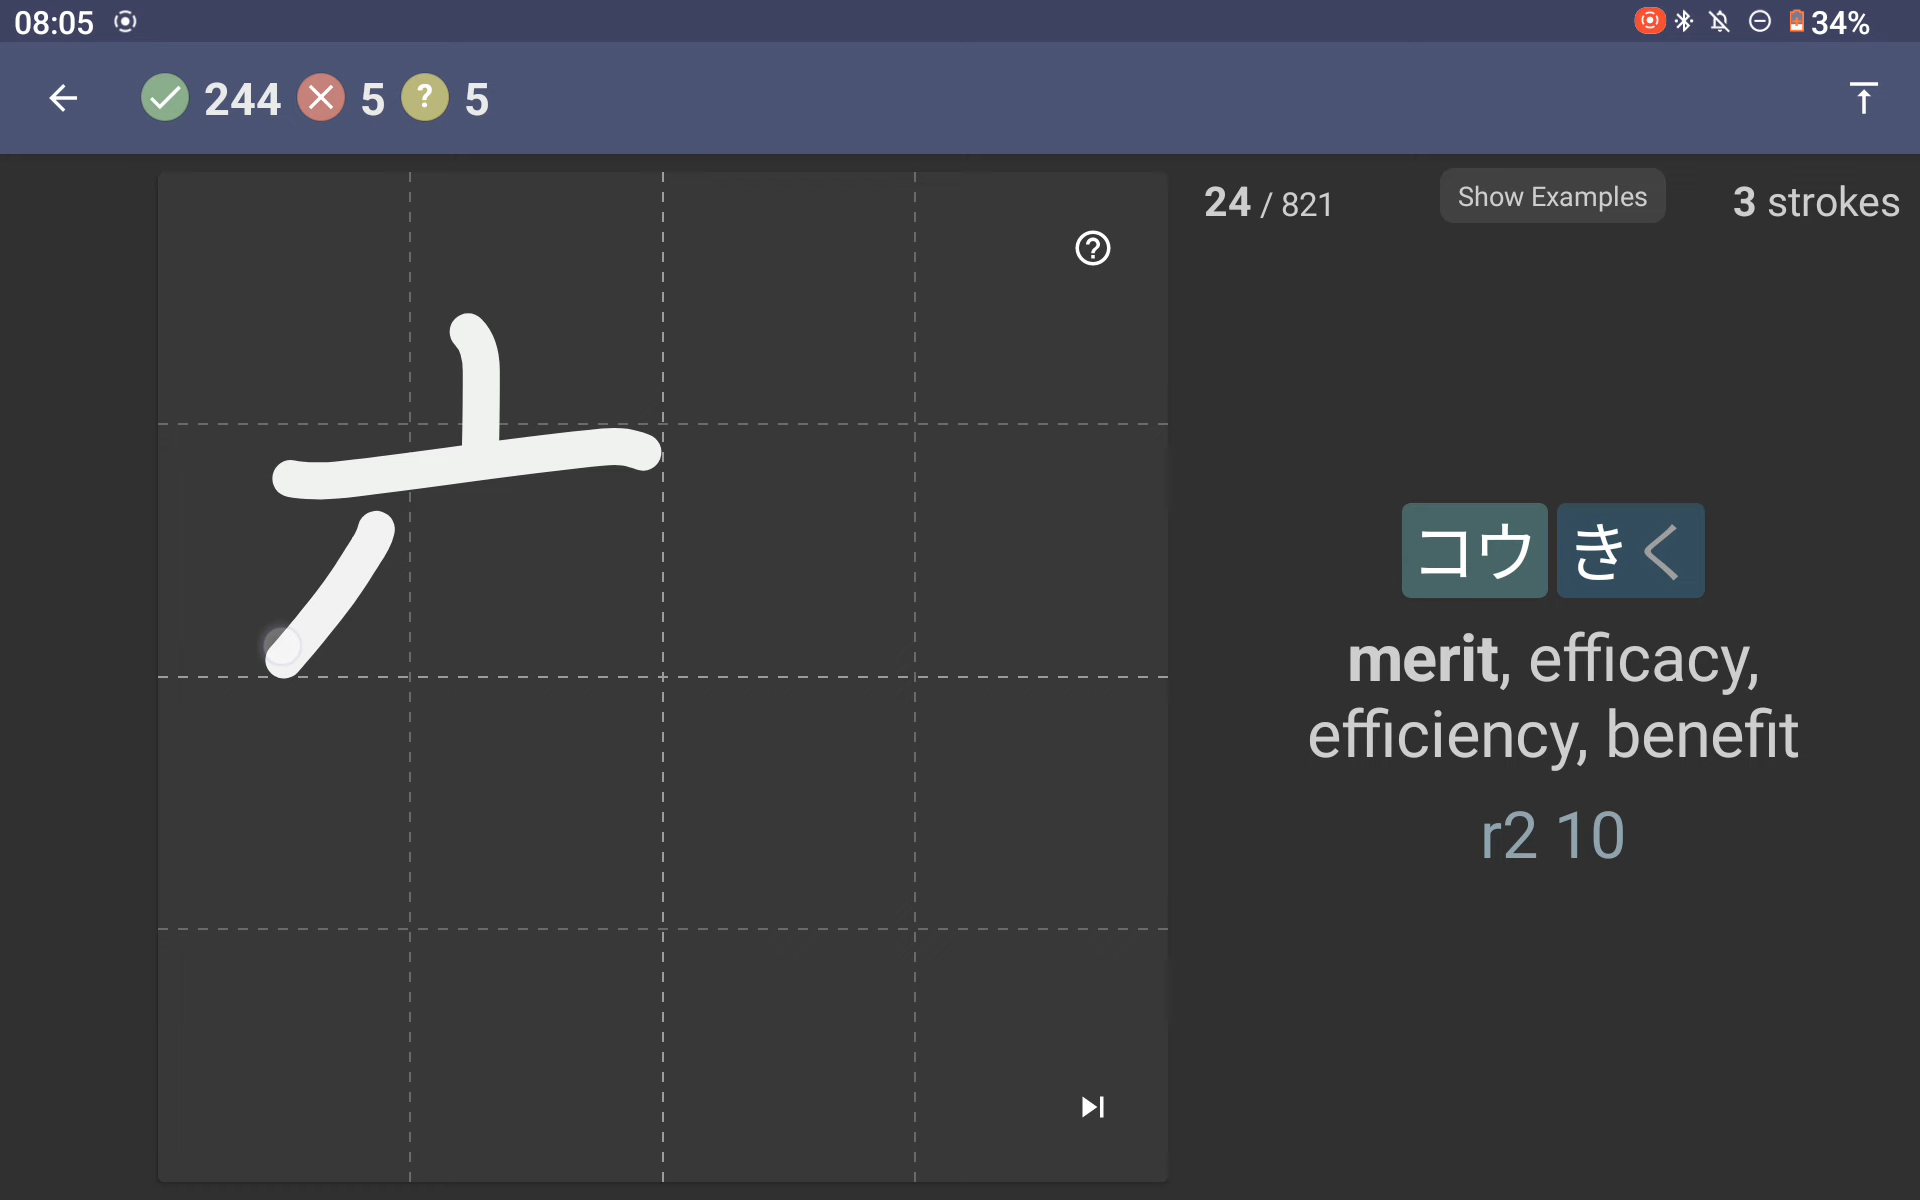 08:05 34%
244 5 ? 5
24 / 821 Show Examples 3 strokes
コウ きく
merit, efficacy,
efficiency, benefit
r2 10